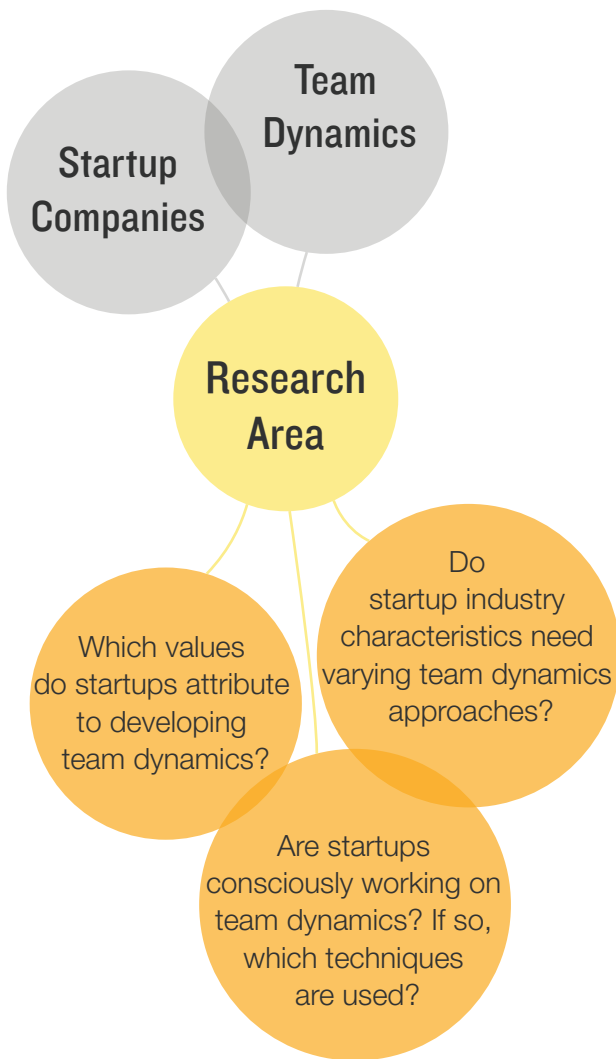 Team
Dynamics
Startup
Companies
Research
Area
Do
startup industry
characteristics need
varying team dynamics
approaches?
Which values
do startups attribute
to developing
team dynamics?
Are startups
consciously working on
team dynamics? If so,
which techniques
are used?